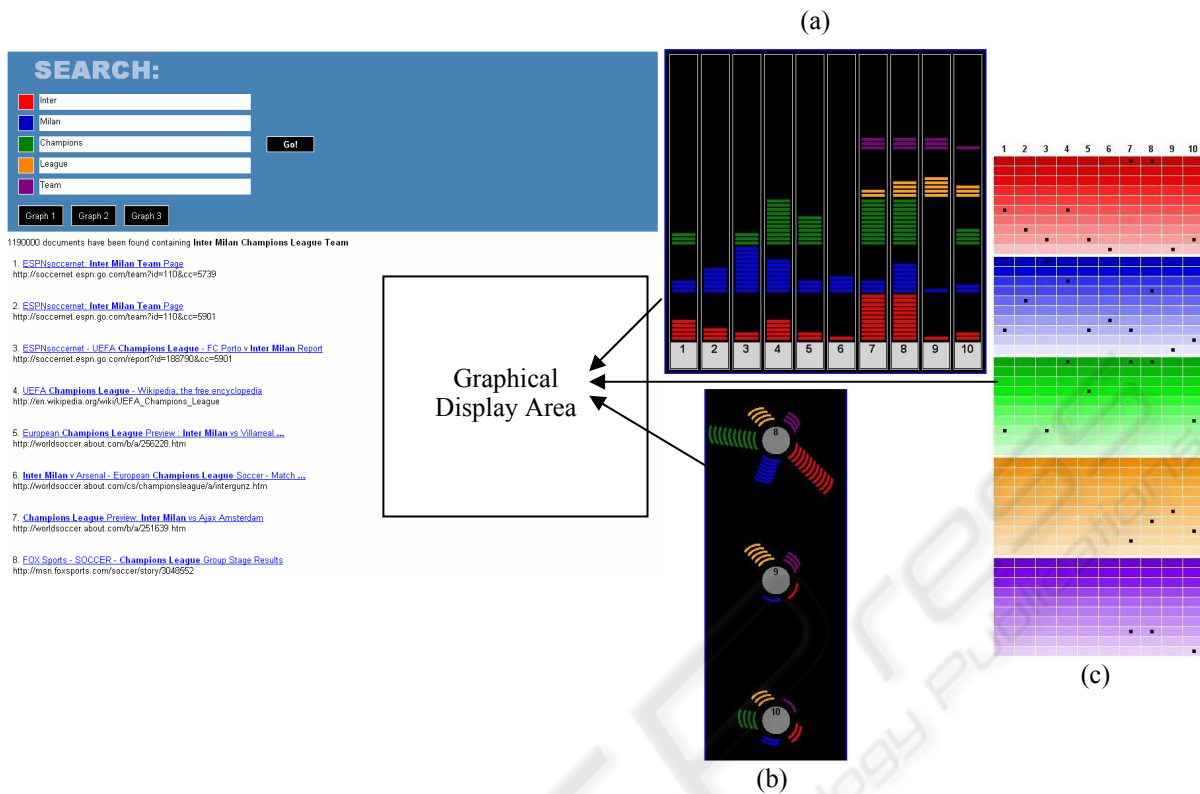 (a)
SEARCH:
Inter
Milan
Champions
Go!
League
Team
Graph 1 Graph 2 Graph 3
1190000 documents have been found containing Inter Milan Champions League Team
1. ESPNsoccernet: Inter Milan Team Page
http://soccernet.espn.go.com/team?id=110&cc=5739
2. ESPNsoccernet: Inter Milan Team Page
http://soccernet.espn.go.com/team?id=110&cc=5901
3. ESPNsoccernet - UEFA Champions League - FC Porto v Inter Milan Report
http://soccernet.espn.go.com/report?id=188790&cc=5901
4. UEFA Champions League - Wikipedia, the free encyclopedia
http://en.wikipedia.org/wiki/UEFA_Champions_League
5. European Champions League Preview : Inter Milan vs Villarreal ...
http://worldsoccer.about.com/b/a/256228.htm
6. Inter Milan v Arsenal - European Champions League Soccer - Match ...
http://worldsoccer.about.com/cs/championsleague/a/intergunz.htm
7. Champions League Preview: Inter Milan vs Ajax Amsterdam
http://worldsoccer.about.com/b/a/251639.htm
8. FOX Sports - SOCCER - Champions League Group Stage Results
http://msn.foxsports.com/soccer/story/3048552
Graphical
Display Area
1 2 3 4 5 6 7 8 9 10
8
9
10
(b)
1 2 3 4 5 6 7 8 9 10
(c)